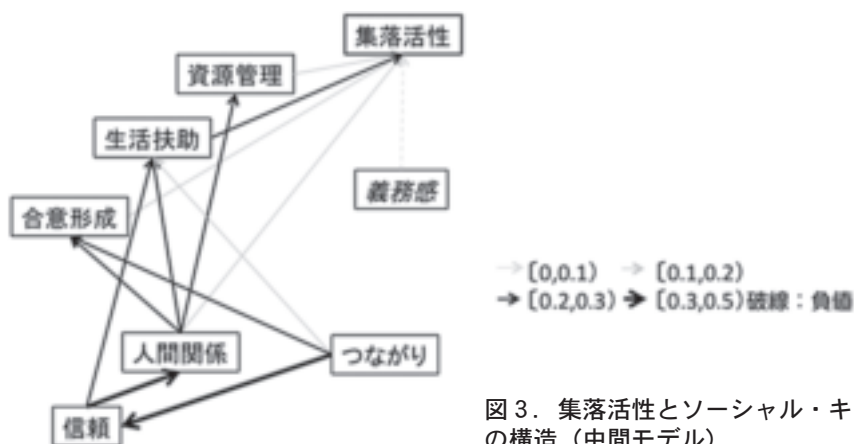 集落活性
資源管理
生活扶助
義務感
合意形成
→〔0,0.1) →〔0.1,0.2)
→〔0.2,0.3)→〔0.3,0.5)破線：負値
人間関係
つながり
信頼
図3．集落活性とソーシャル・キ
の構造（中間モデル）